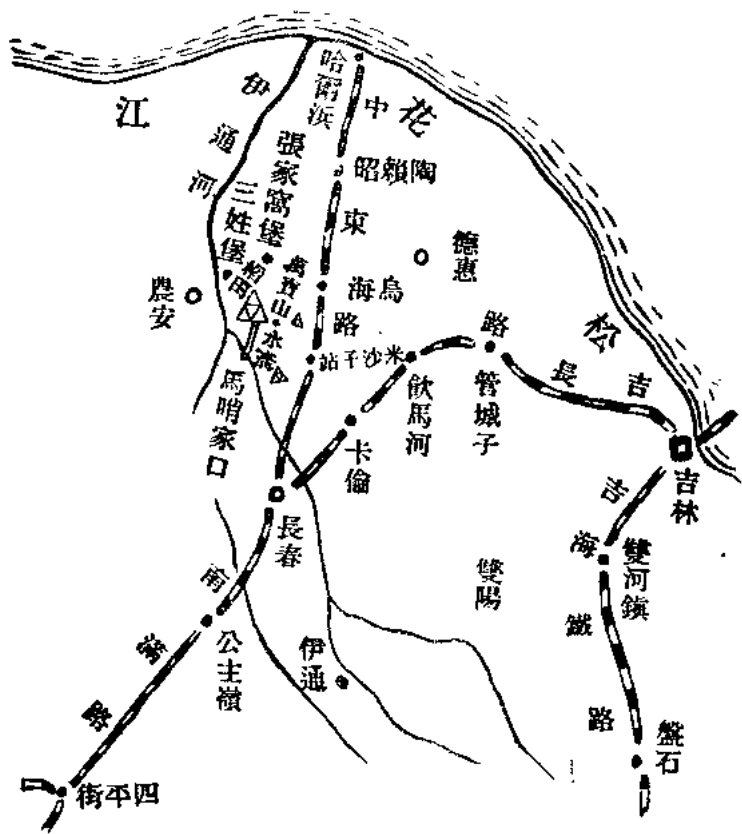 松花江
伊通河
哈爾浜
中東路
陶賴昭
張家窩堡
三姓堡
稻田
萬寶山
烏海
德惠
農安
米沙子站
馬哨家口
吉長路
管城子
飲馬河
卡倫
長春
吉林
吉海鐵路
雙河鎮
雙陽
盤石
伊通
南滿路
公主嶺
四平街